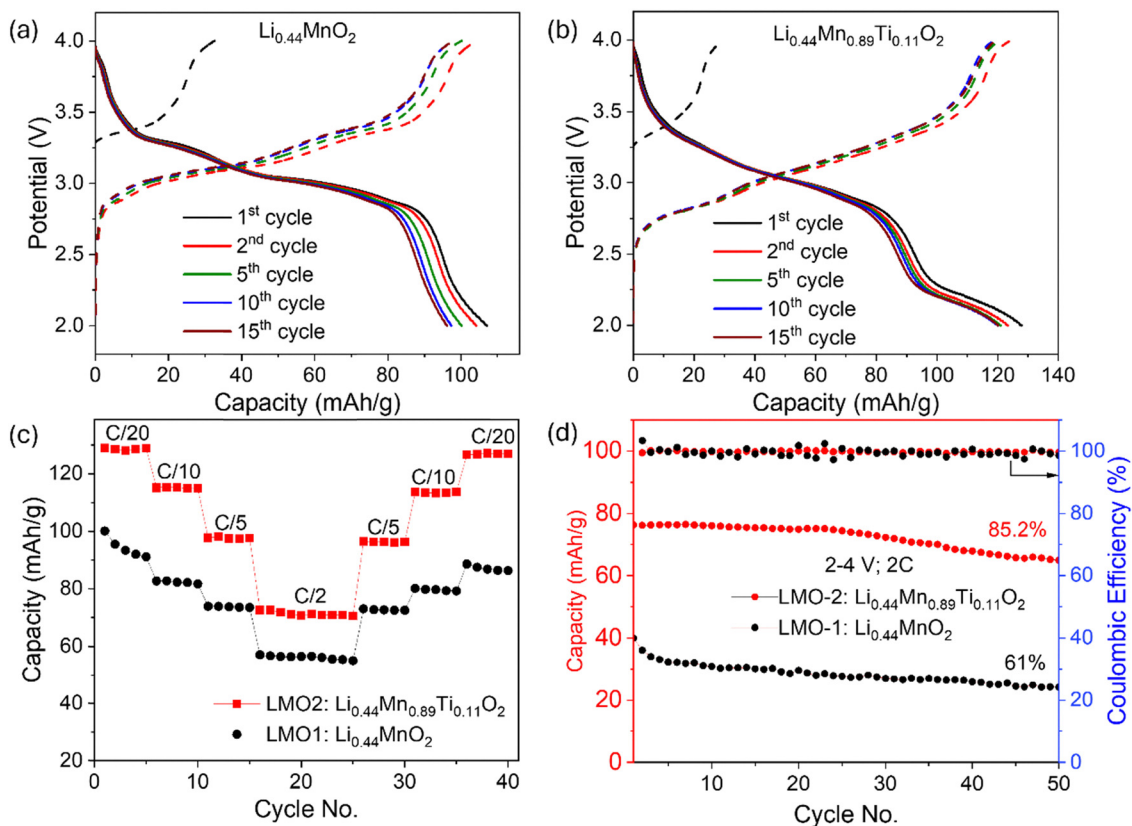 (a)
Li0.44MnO2
Potential (V)
4.0
3.5
3.0
2.5
2.0
1st cycle
2nd cycle
5th cycle
10th cycle
15th cycle
0 20 40 60 80 100
Capacity (mAh/g)
(b)
Li0.44Mn0.89Ti0.11O2
Potential (V)
4.0
3.5
3.0
2.5
2.0
1st cycle
2nd cycle
5th cycle
10th cycle
15th cycle
0 20 40 60 80 100 120 140
Capacity (mAh/g)
(c)
Capacity (mAh/g)
120
100
80
60
40
20
C/20
C/10
C/5
C/2
C/5
C/10
C/20
LMO2: Li0.44Mn0.89Ti0.11O2
LMO1: Li0.44MnO2
0 10 20 30 40
Cycle No.
(d)
Capacity (mAh/g)
100
80
60
40
20
0
85.2%
2-4 V; 2C
LMO-2: Li0.44Mn0.89Ti0.11O2
LMO-1: Li0.44MnO2
61%
10 20 30 40 50
Cycle No.
100
80
60
40
20
0
Coulombic Efficiency (%)